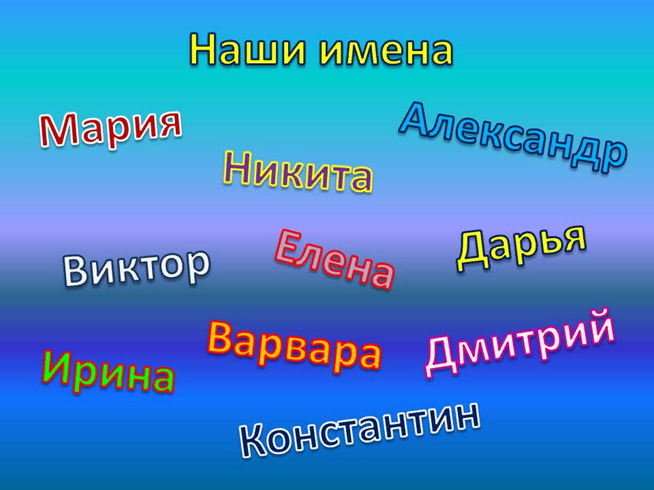 Наши имена
Мария
Александр
Никита
Виктор
Елена
Дарья
Ирина
Варвара
Дмитрий
Константин